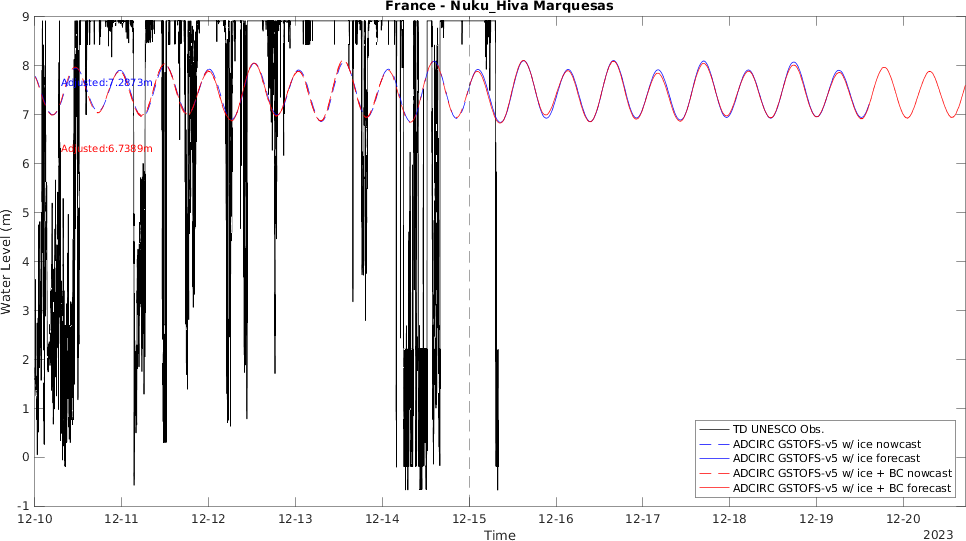 France - Nuku_Hiva Marquesas
Water Level (m)
9
8
7
6
5
4
3
2
1
0
-1
Adjusted:7.2873m
Adjusted:6.7389m
TD UNESCO Obs.
ADCIRC GSTOFS-v5 w/ ice nowcast
ADCIRC GSTOFS-v5 w/ ice forecast
ADCIRC GSTOFS-v5 w/ ice + BC nowcast
ADCIRC GSTOFS-v5 w/ ice + BC forecast
12-10 12-11 12-12 12-13 12-14 12-15 12-16 12-17 12-18 12-19 12-20
Time
2023